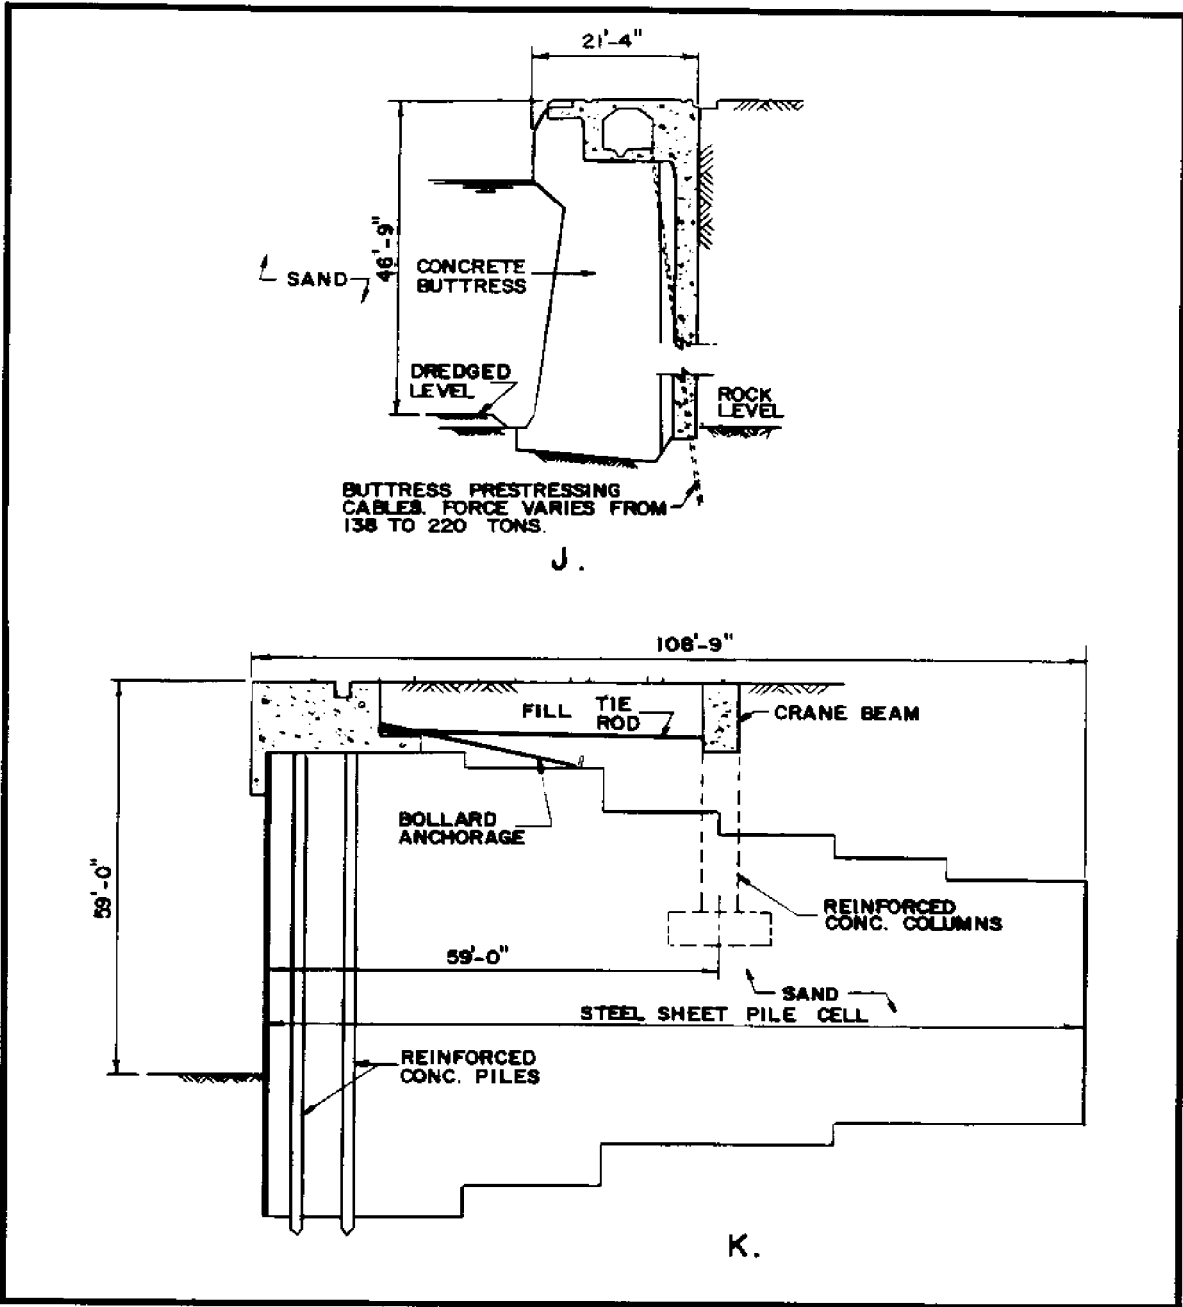 21'-4"
46'-9"
SAND
CONCRETE
BUTTRESS
DREDGED
LEVEL
ROCK
LEVEL
BUTTRESS PRESTRESSING
CABLES. FORCE VARIES FROM
138 TO 220 TONS.
J.
108'-9"
FILL
TIE
ROD
CRANE BEAM
BOLLARD
ANCHORAGE
59'-0"
REINFORCED
CONC. COLUMNS
59'-0"
SAND
STEEL SHEET PILE CELL
REINFORCED
CONC. PILES
K.